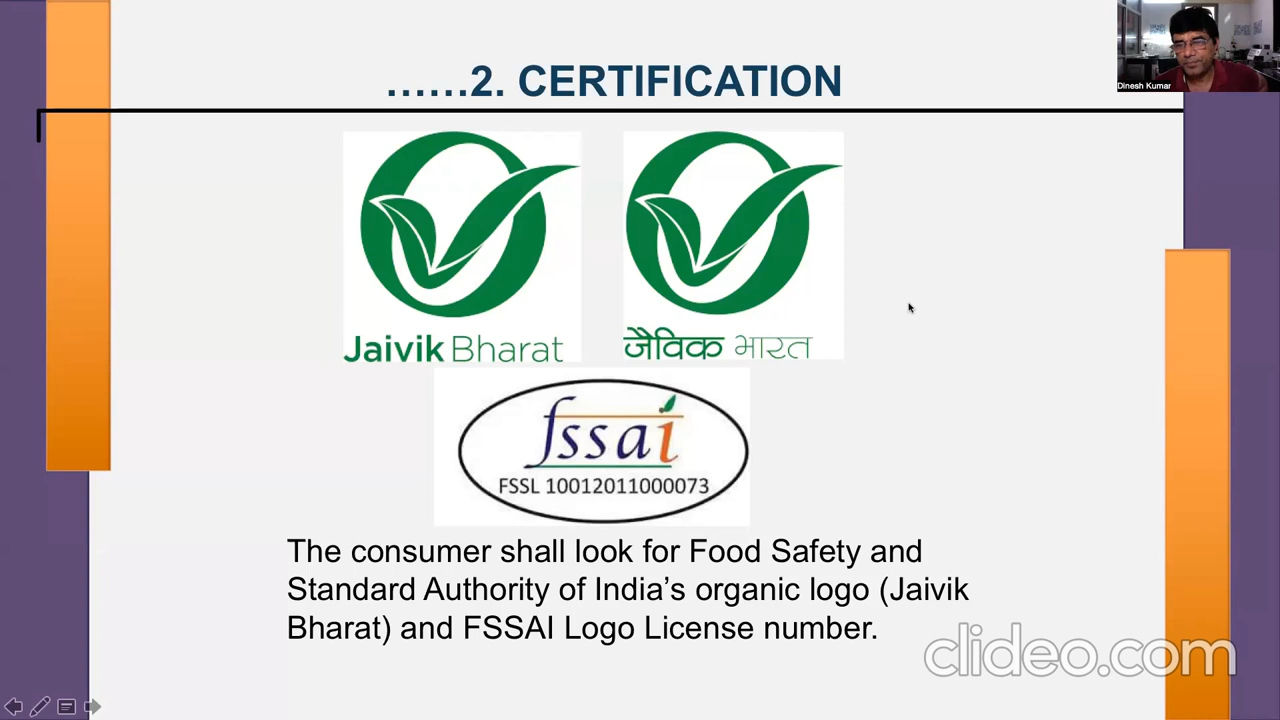 ……2. CERTIFICATION
Dinesh Kumar
Jaivik Bharat
जैविक भारत
fssai
FSSL 10012011000073
The consumer shall look for Food Safety and
Standard Authority of India’s organic logo (Jaivik
Bharat) and FSSAI Logo License number.
clideo.com